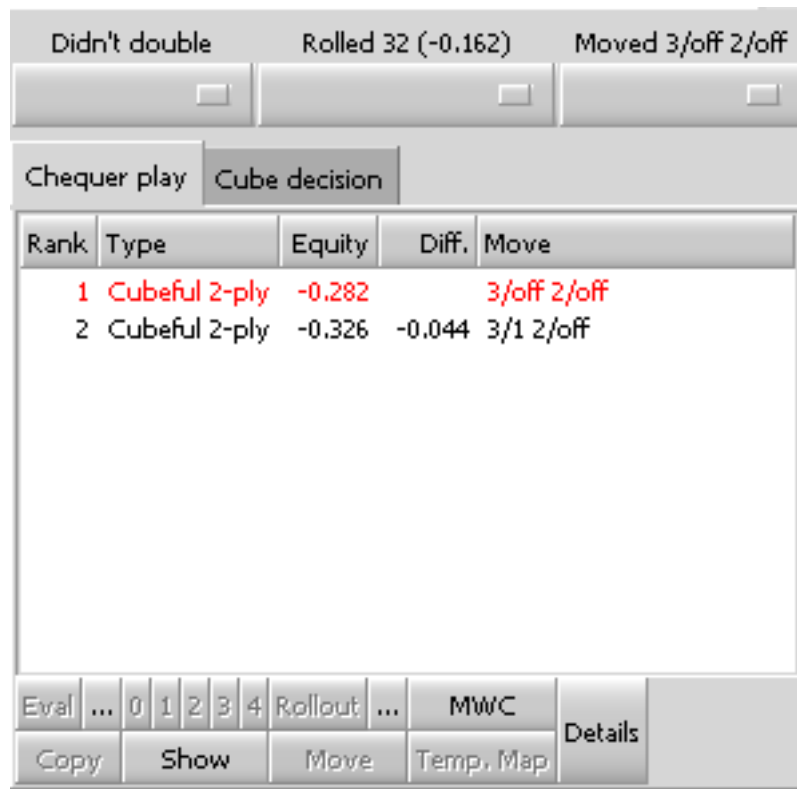 Didn't double Rolled 32 (-0.162) Moved 3/off 2/off
Chequer play Cube decision
Rank Type Equity Diff. Move
1 Cubeful 2-ply -0.282 3/off 2/off
2 Cubeful 2-ply -0.326 -0.044 3/1 2/off
Eval ... 0 1 2 3 4 Rollout ... MWC Details
Copy Show Move Temp. Map